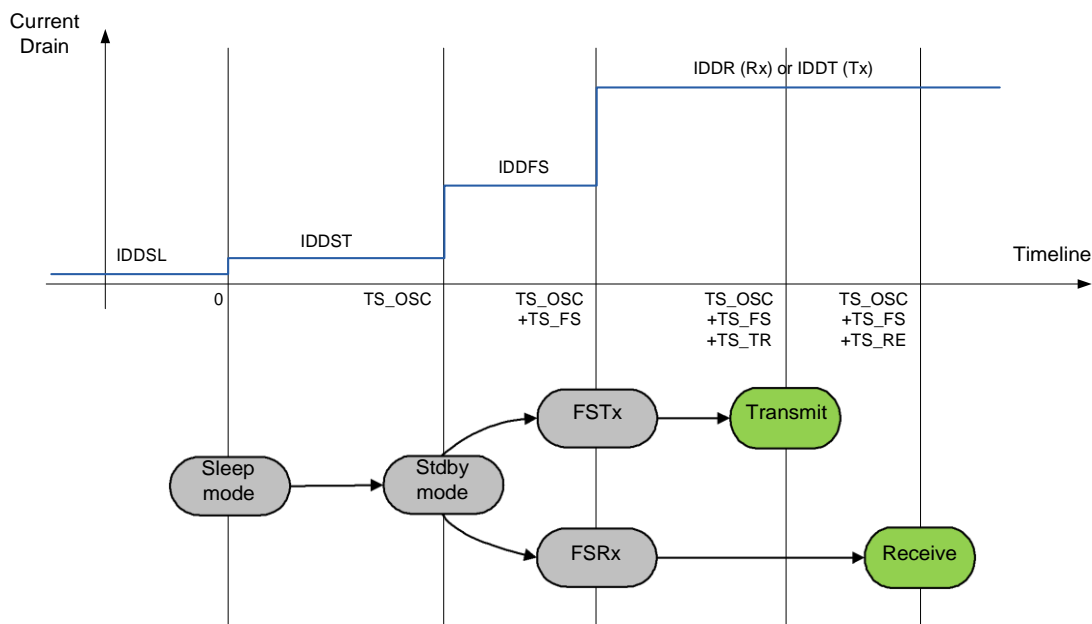 Current
Drain
IDDR (Rx) or IDDT (Tx)
IDDFS
IDDST
IDDSL
Timeline
0
TS_OSC
TS_OSC
+TS_FS
TS_OSC
+TS_FS
+TS_TR
TS_OSC
+TS_FS
+TS_RE
FSTx
Transmit
Sleep
mode
Stdby
mode
FSRx
Receive